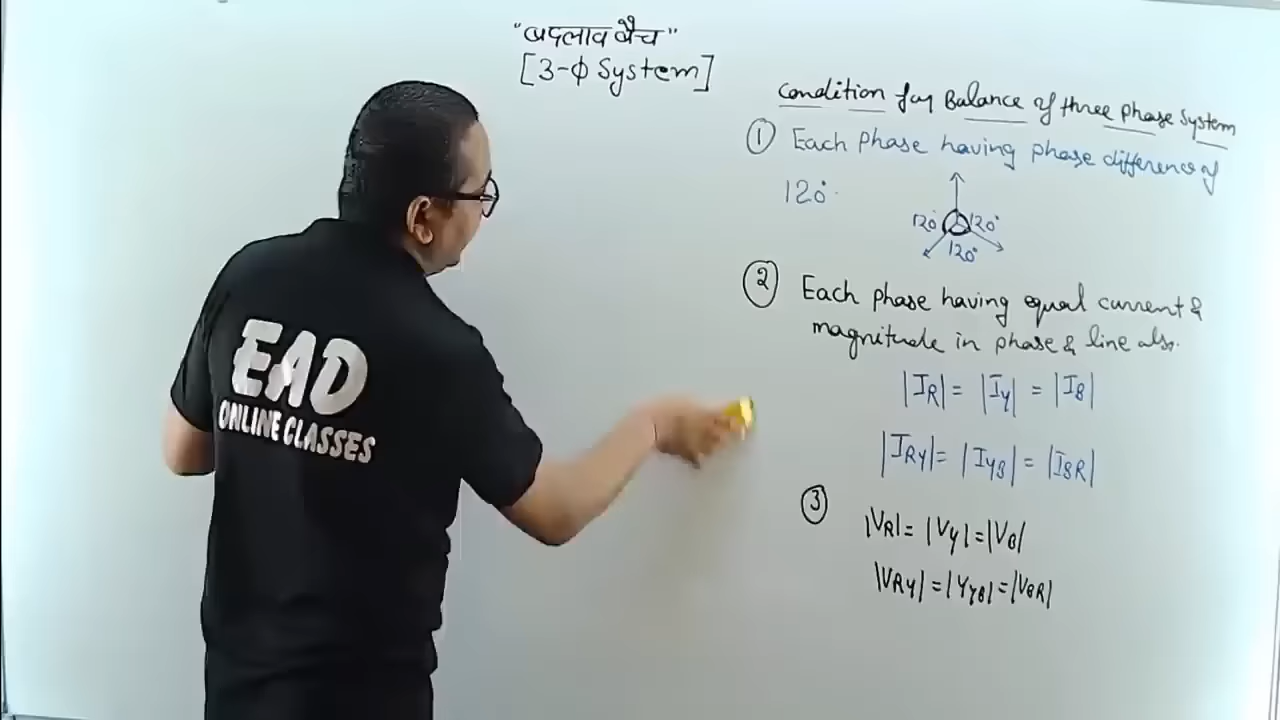 "बदलाव बैच"
[3-φ System]
Condition for Balance of three phase System
① Each Phase having phase difference of
120°
120° 120°
120°
② Each phase having equal current &
magnitude in phase & line also.
|IR| = |IY| = |IB|
|IRY| = |IYB| = |IBR|
③ |VR| = |VY| = |VB|
|VRY| = |VYB| = |VBR|
EAD
ONLINE CLASSES